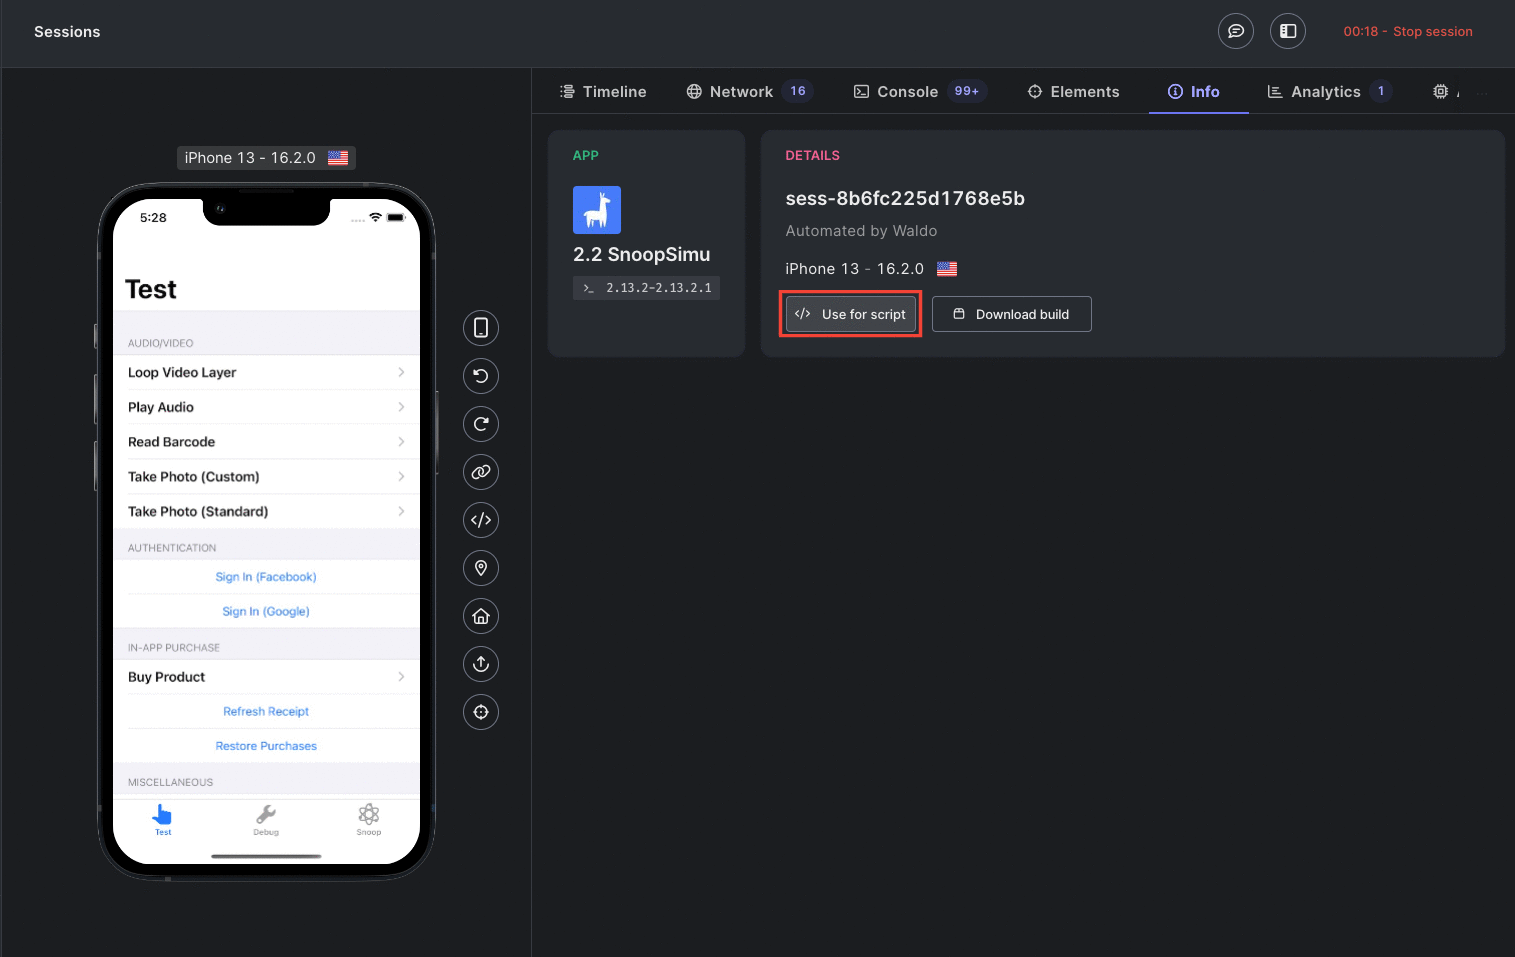 Sessions
00:18 - Stop session
Timeline
Network 16
Console 99+
Elements
Info
Analytics 1
iPhone 13 - 16.2.0
5:28
Test
AUDIO/VIDEO
Loop Video Layer
Play Audio
Read Barcode
Take Photo (Custom)
Take Photo (Standard)
AUTHENTICATION
Sign In (Facebook)
Sign In (Google)
IN-APP PURCHASE
Buy Product
Refresh Receipt
Restore Purchases
MISCELLANEOUS
Test
Debug
Snoop
APP
2.2 SnoopSimu
>_ 2.13.2-2.13.2.1
DETAILS
sess-8b6fc225d1768e5b
Automated by Waldo
iPhone 13 - 16.2.0
</> Use for script
Download build